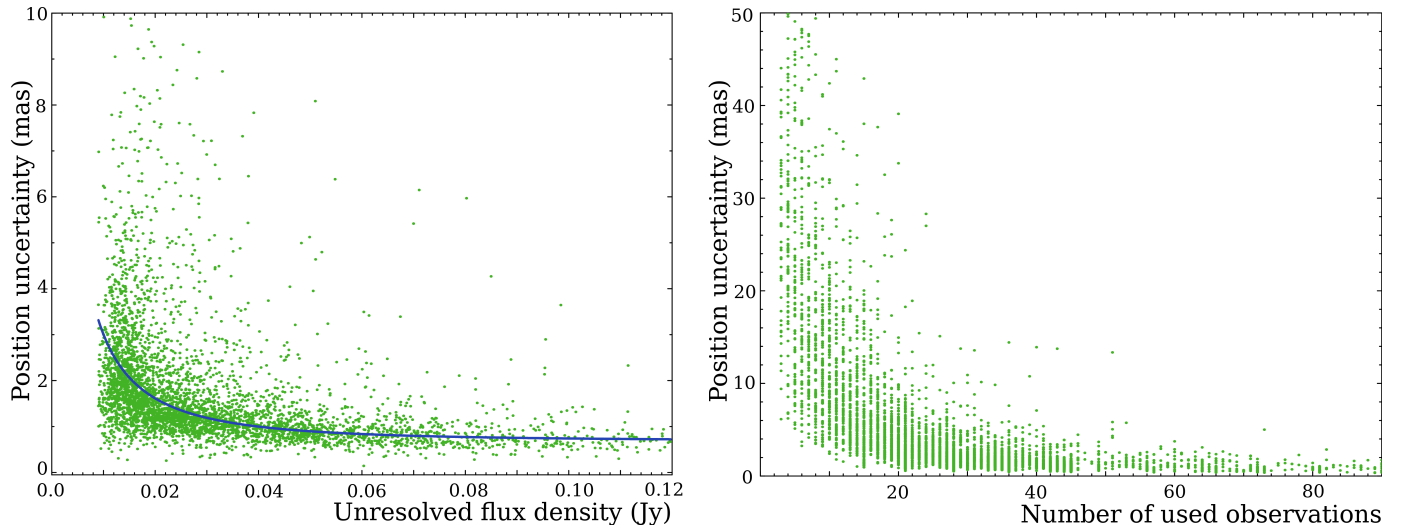 10
8
6
4
2
0
Position uncertainty (mas)
0.0 0.02 0.04 0.06 0.08 0.10 0.12
Unresolved flux density (Jy)
50
40
30
20
10
0
Position uncertainty (mas)
20 40 60 80
Number of used observations